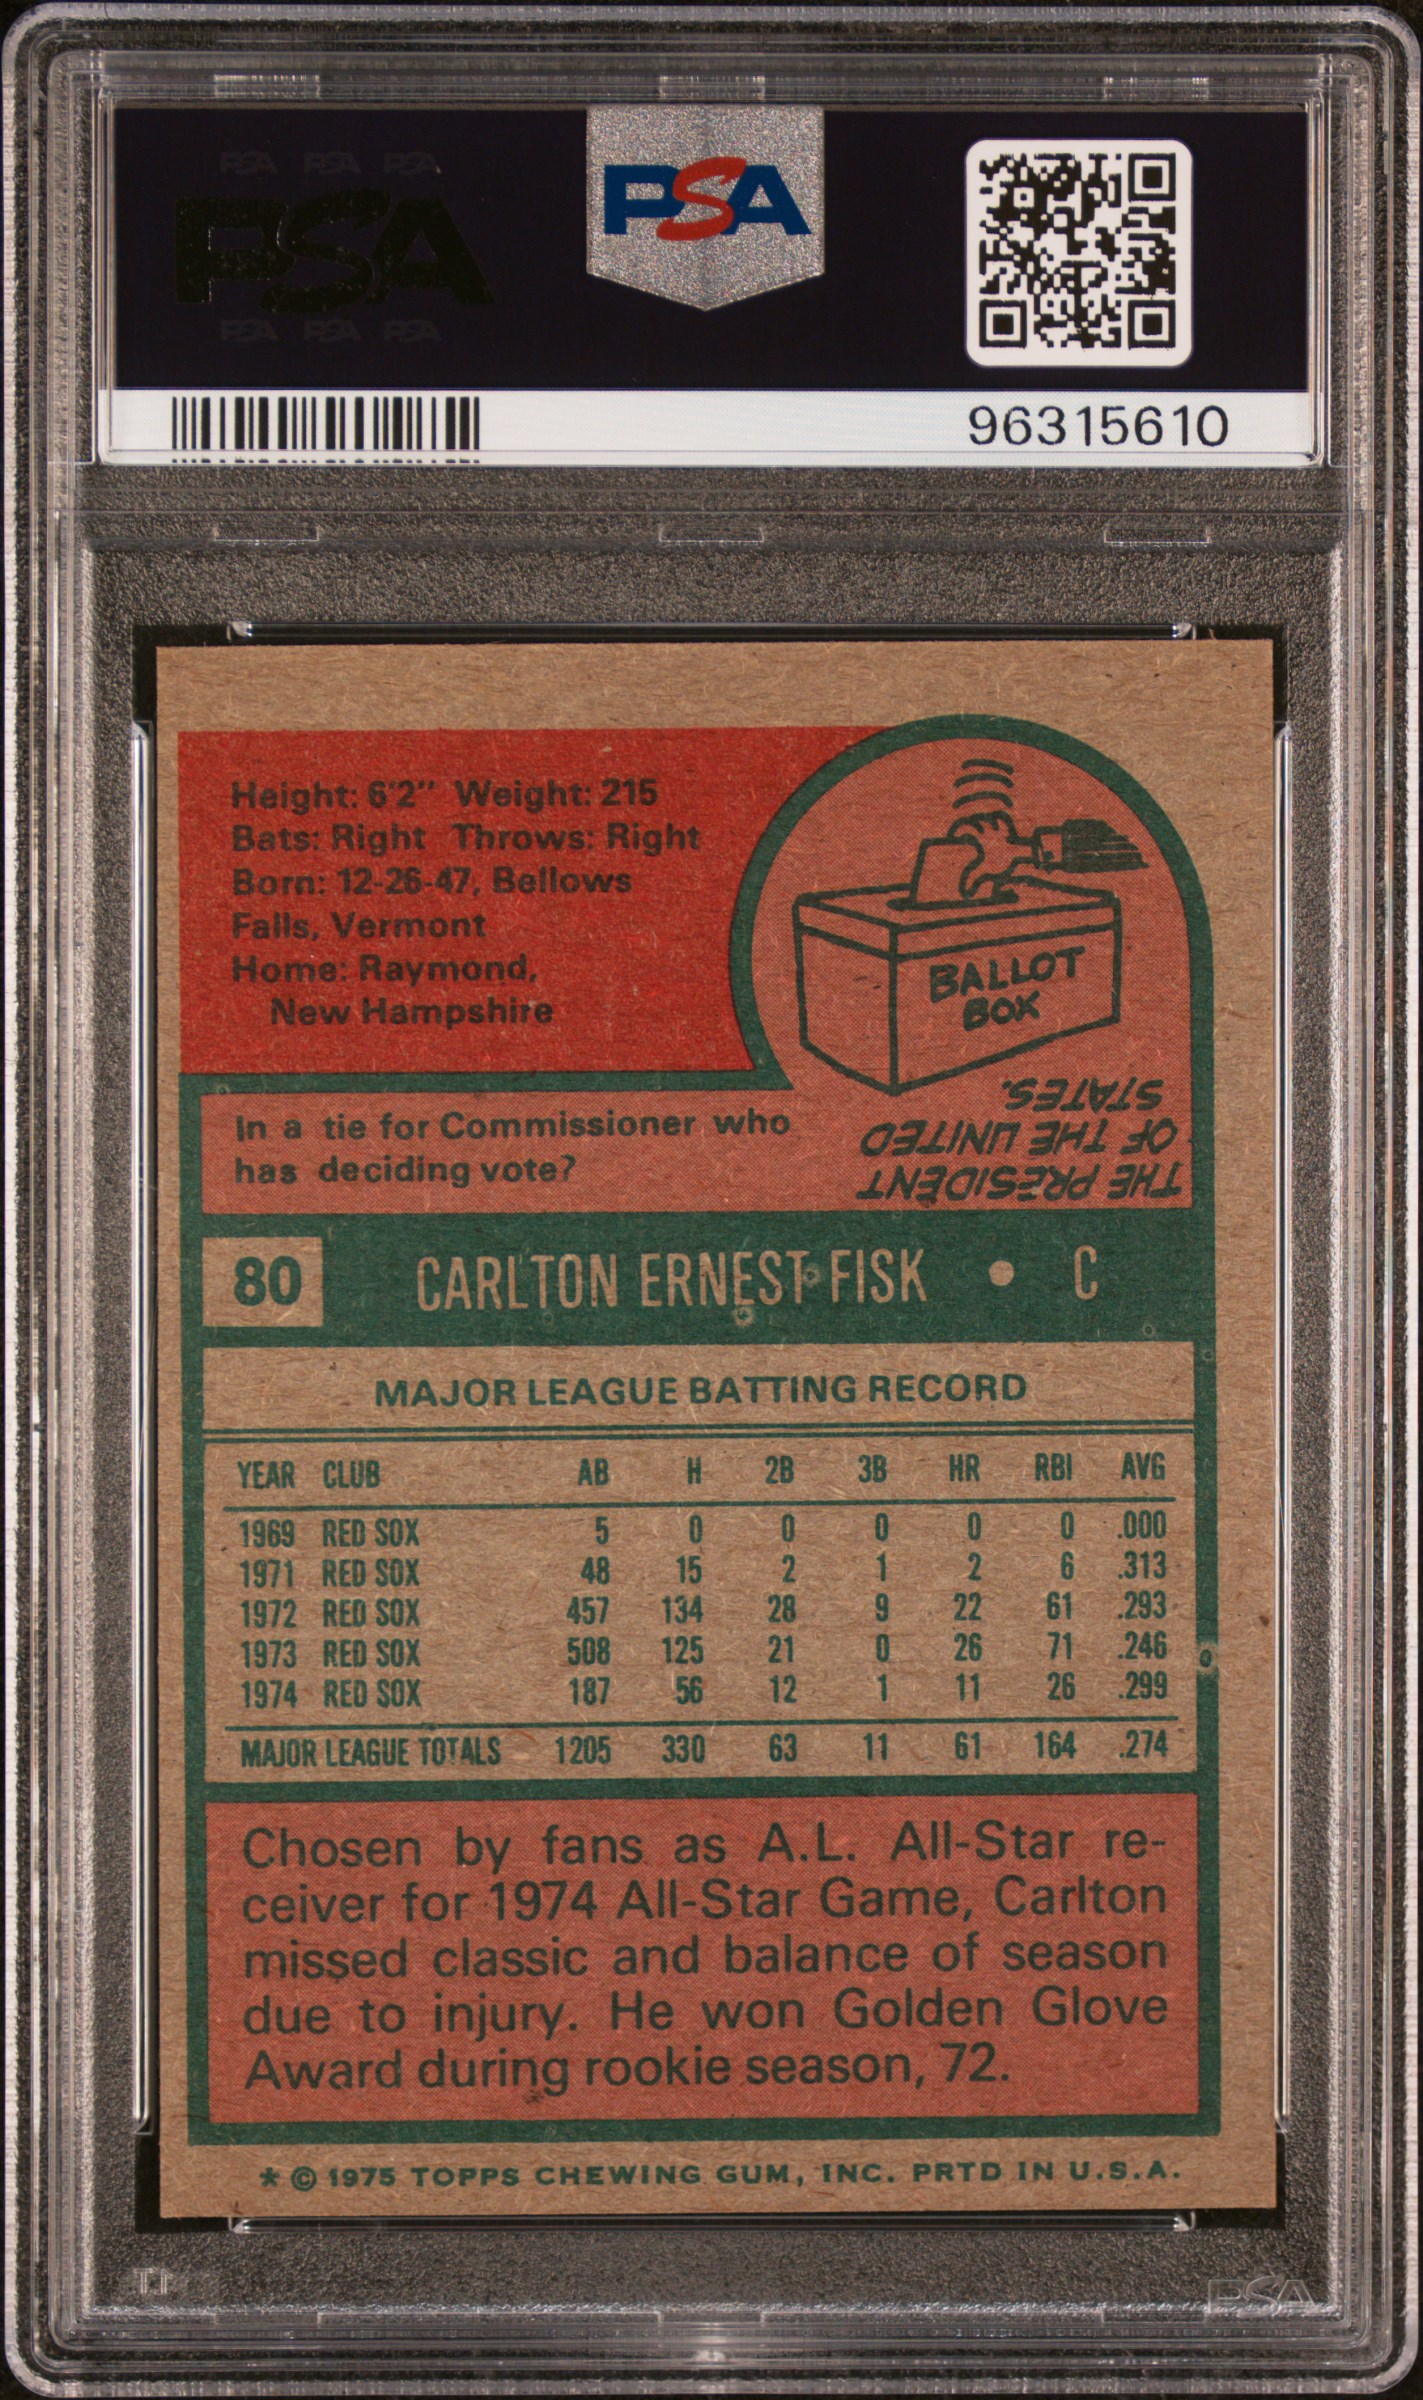 PSA PSA PSA
PSA
PSA PSA PSA
PSA
96315610
Height: 6'2" Weight: 215
Bats: Right Throws: Right
Born: 12-26-47, Bellows
Falls, Vermont
Home: Raymond,
New Hampshire
BALLOT
BOX
In a tie for Commissioner who
has deciding vote?
THE PRESIDENT
OF THE UNITED
STATES.
80 CARLTON ERNEST FISK • C
MAJOR LEAGUE BATTING RECORD
YEAR CLUB AB H 2B 3B HR RBI AVG
1969 RED SOX 5 0 0 0 0 0 .000
1971 RED SOX 48 15 2 1 2 6 .313
1972 RED SOX 457 134 28 9 22 61 .293
1973 RED SOX 508 125 21 0 26 71 .246
1974 RED SOX 187 56 12 1 11 26 .299
MAJOR LEAGUE TOTALS 1205 330 63 11 61 164 .274
Chosen by fans as A.L. All-Star re-
ceiver for 1974 All-Star Game, Carlton
missed classic and balance of season
due to injury. He won Golden Glove
Award during rookie season, 72.
* © 1975 TOPPS CHEWING GUM, INC. PRTD IN U.S.A.
PSA